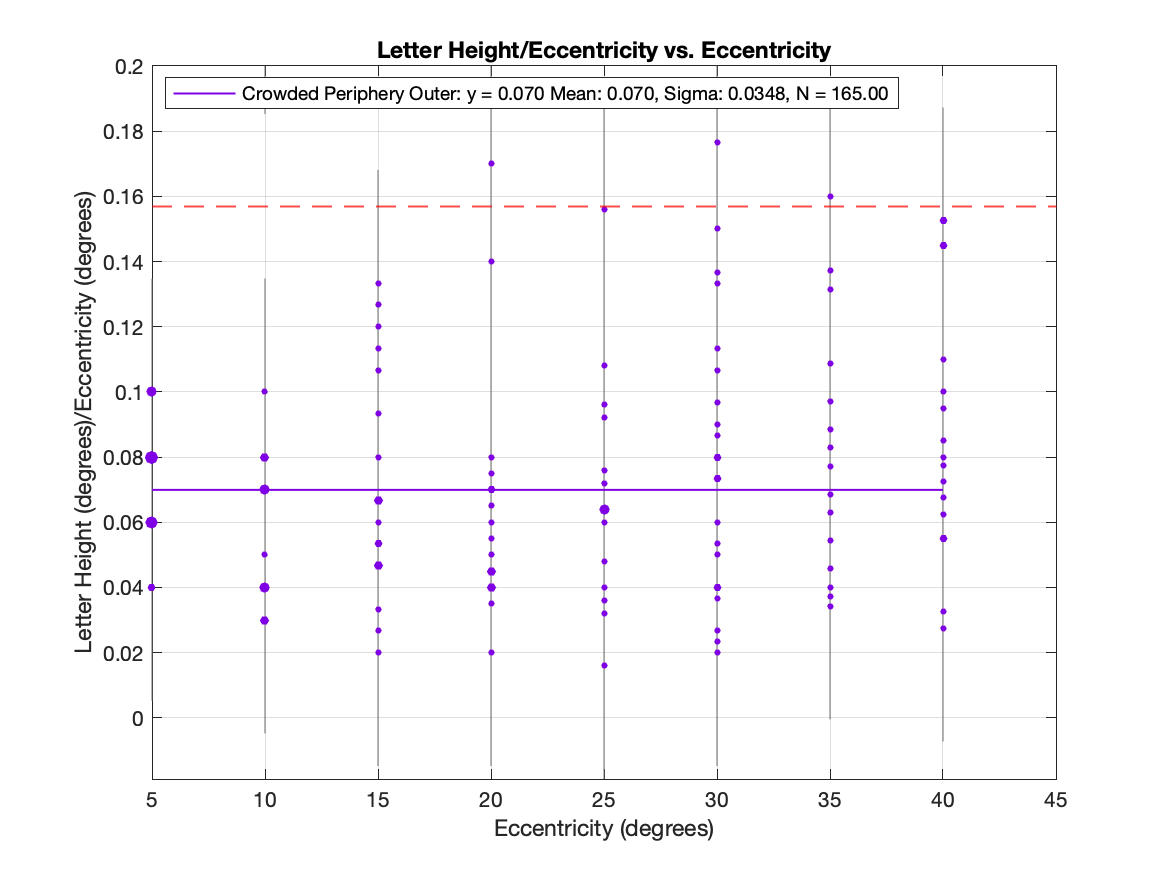 Letter Height/Eccentricity vs. Eccentricity
Crowded Periphery Outer: y = 0.070 Mean: 0.070, Sigma: 0.0348, N = 165.00
Letter Height (degrees)/Eccentricity (degrees)
0.2
0.18
0.16
0.14
0.12
0.1
0.08
0.06
0.04
0.02
0
5 10 15 20 25 30 35 40 45
Eccentricity (degrees)